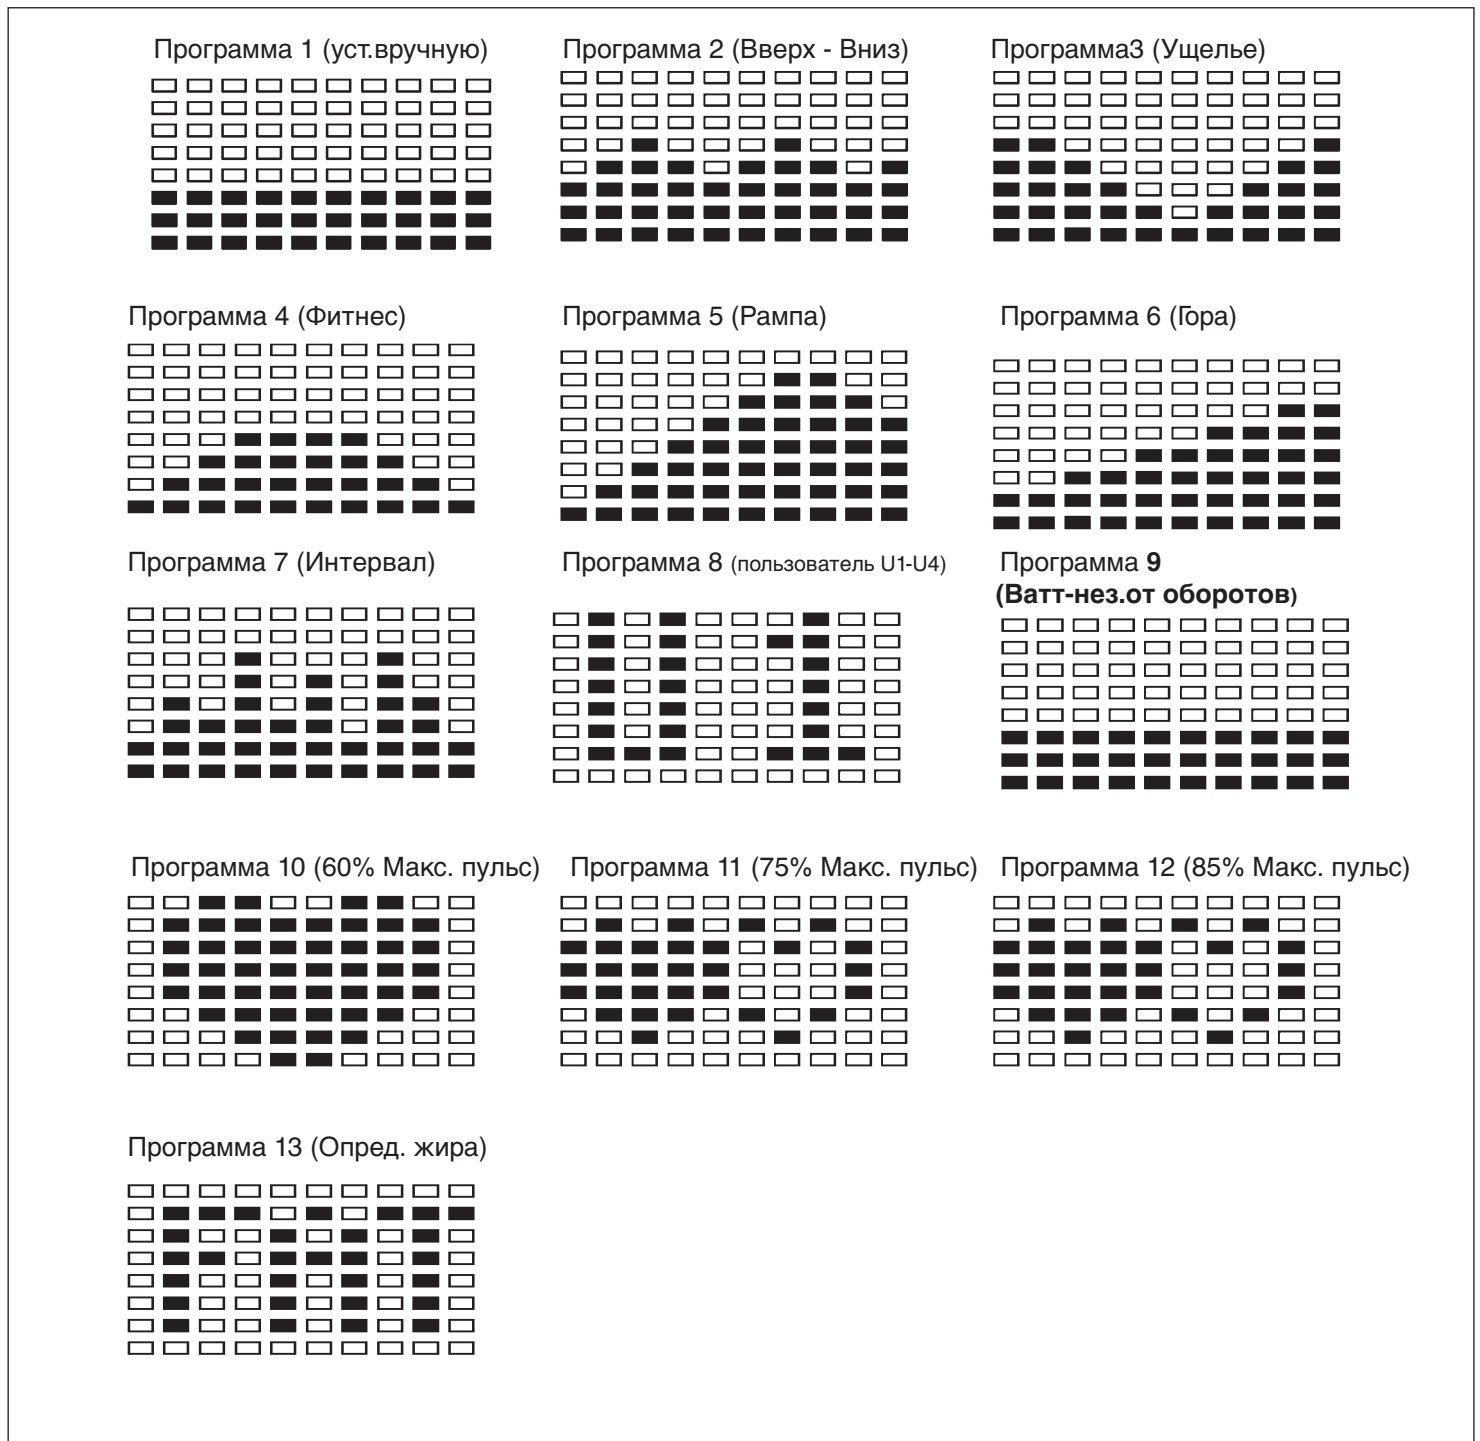 Программа 1 (уст.вручную)
Программа 2 (Вверх - Вниз)
Программа3 (Ущелье)
Программа 4 (Фитнес)
Программа 5 (Рампа)
Программа 6 (Гора)
Программа 7 (Интервал)
Программа 8 (пользователь U1-U4)
Программа 9
(Ватт-нез.от оборотов)
Программа 10 (60% Макс. пульс)
Программа 11 (75% Макс. пульс)
Программа 12 (85% Макс. пульс)
Программа 13 (Опред. жира)